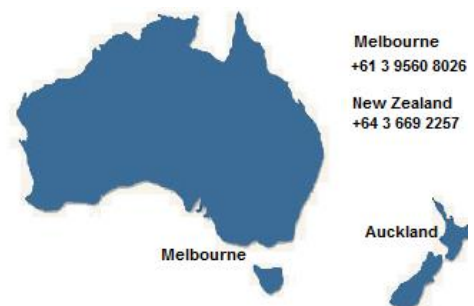 Melbourne
+61 3 9560 8026
New Zealand
+64 3 669 2257
Auckland
Melbourne